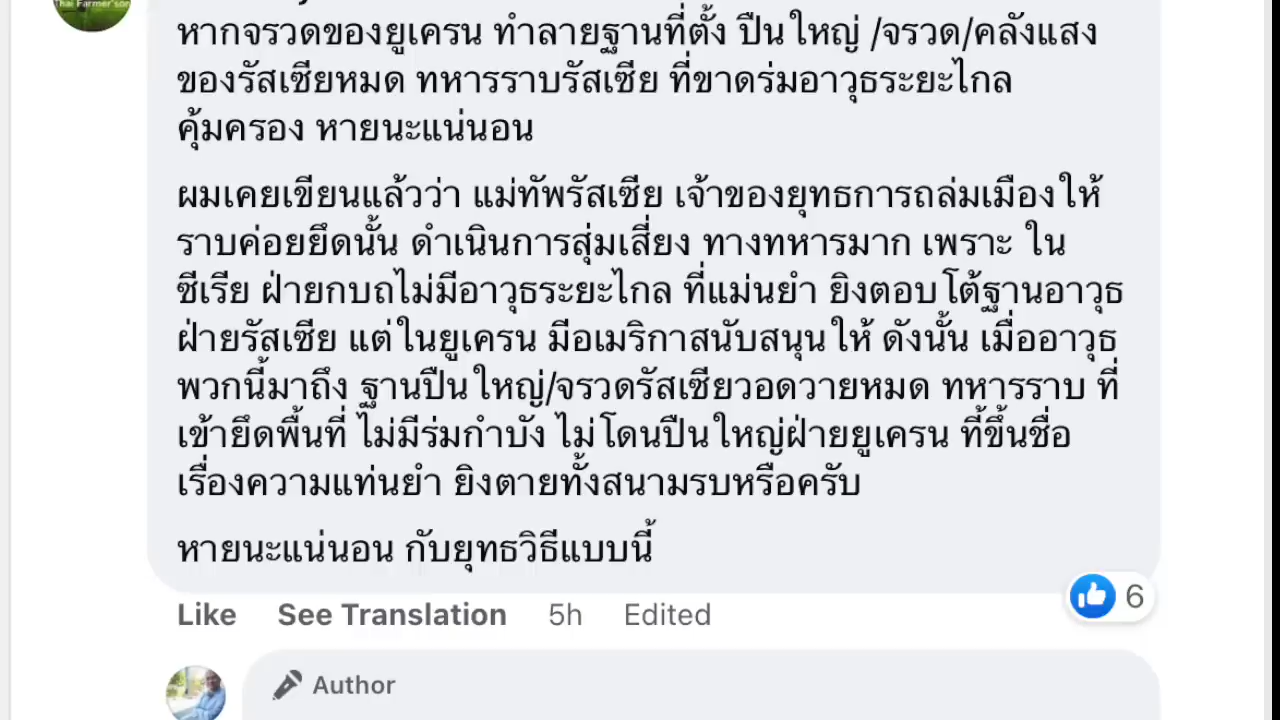 Thai Farmer'son
หากจรวดของยูเครน ทำลายฐานที่ตั้ง ปืนใหญ่ /จรวด/คลังแสง
ของรัสเซียหมด ทหารราบรัสเซีย ที่ขาดร่มอาวุธระยะไกล
คุ้มครอง หายนะแน่นอน
ผมเคยเขียนแล้วว่า แม่ทัพรัสเซีย เจ้าของยุทธการถล่มเมืองให้
ราบค่อยยึดนั้น ดำเนินการสุ่มเสี่ยง ทางทหารมาก เพราะ ใน
ซีเรีย ฝ่ายกบถไม่มีอาวุธระยะไกล ที่แม่นยำ ยิงตอบโต้ฐานอาวุธ
ฝ่ายรัสเซีย แต่ในยูเครน มีอเมริกาสนับสนุนให้ ดังนั้น เมื่ออาวุธ
พวกนี้มาถึง ฐานปืนใหญ่/จรวดรัสเซียวอดวายหมด ทหารราบ ที่
เข้ายึดพื้นที่ ไม่มีร่มกำบัง ไม่โดนปืนใหญ่ฝ่ายยูเครน ที่ขึ้นชื่อ
เรื่องความแท่นยำ ยิงตายทั้งสนามรบหรือครับ
หายนะแน่นอน กับยุทธวิธีแบบนี้
Like See Translation 5h Edited 6
Author